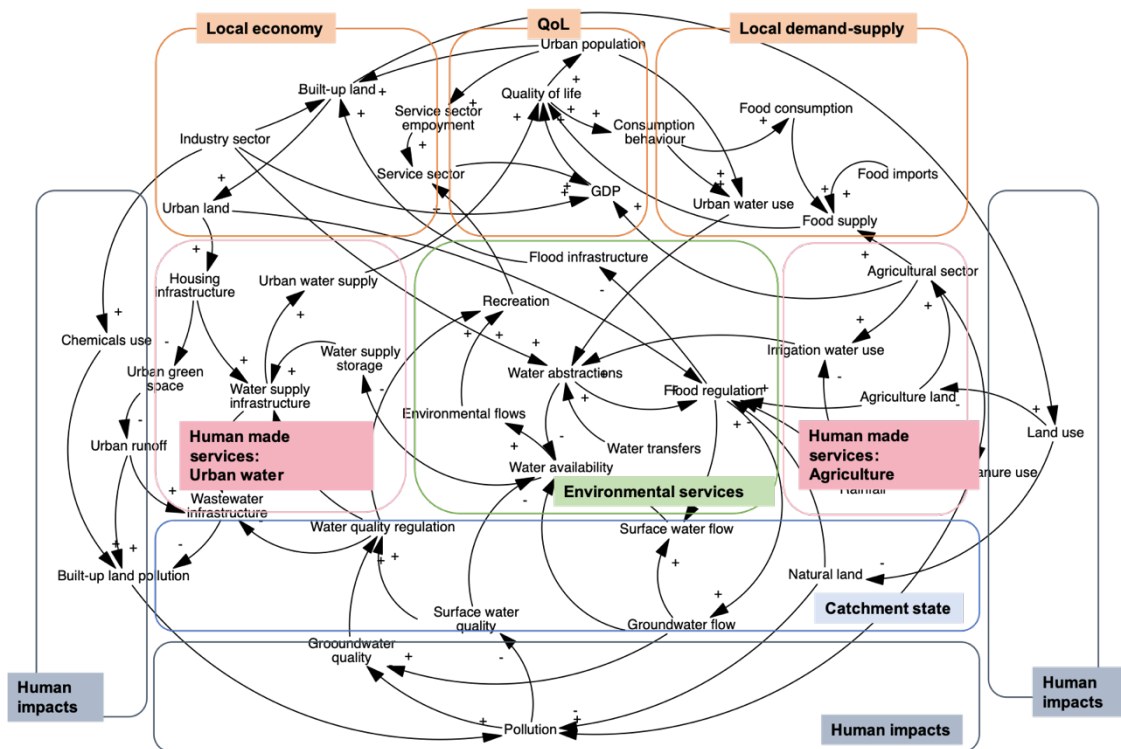 Local economy
QoL
Local demand-supply
Urban population
Built-up land
Quality of life
Service sector
empoyment
Food consumption
Consumption
behaviour
Industry sector
Service sector
GDP
Food imports
Urban land
Urban water use
Food supply
Flood infrastructure
Agricultural sector
Housing
infrastructure
Urban water supply
Recreation
Chemicals use
Water supply
storage
Irrigation water use
Urban green
space
Water supply
infrastructure
Water abstractions
Food regulation
Agriculture land
Environmental flows
Land use
Urban runoff
Human made
services:
Urban water
Water transfers
Human made
services:
Agriculture
Water availability
anure use
Rainfall
Environmental services
Wastewater
infrastructure
Water quality regulation
Surface water flow
Built-up land pollution
Natural land
Catchment state
Surface water
quality
Groundwater flow
Grooundwater
quality
Human
impacts
Human
impacts
Pollution
Human impacts